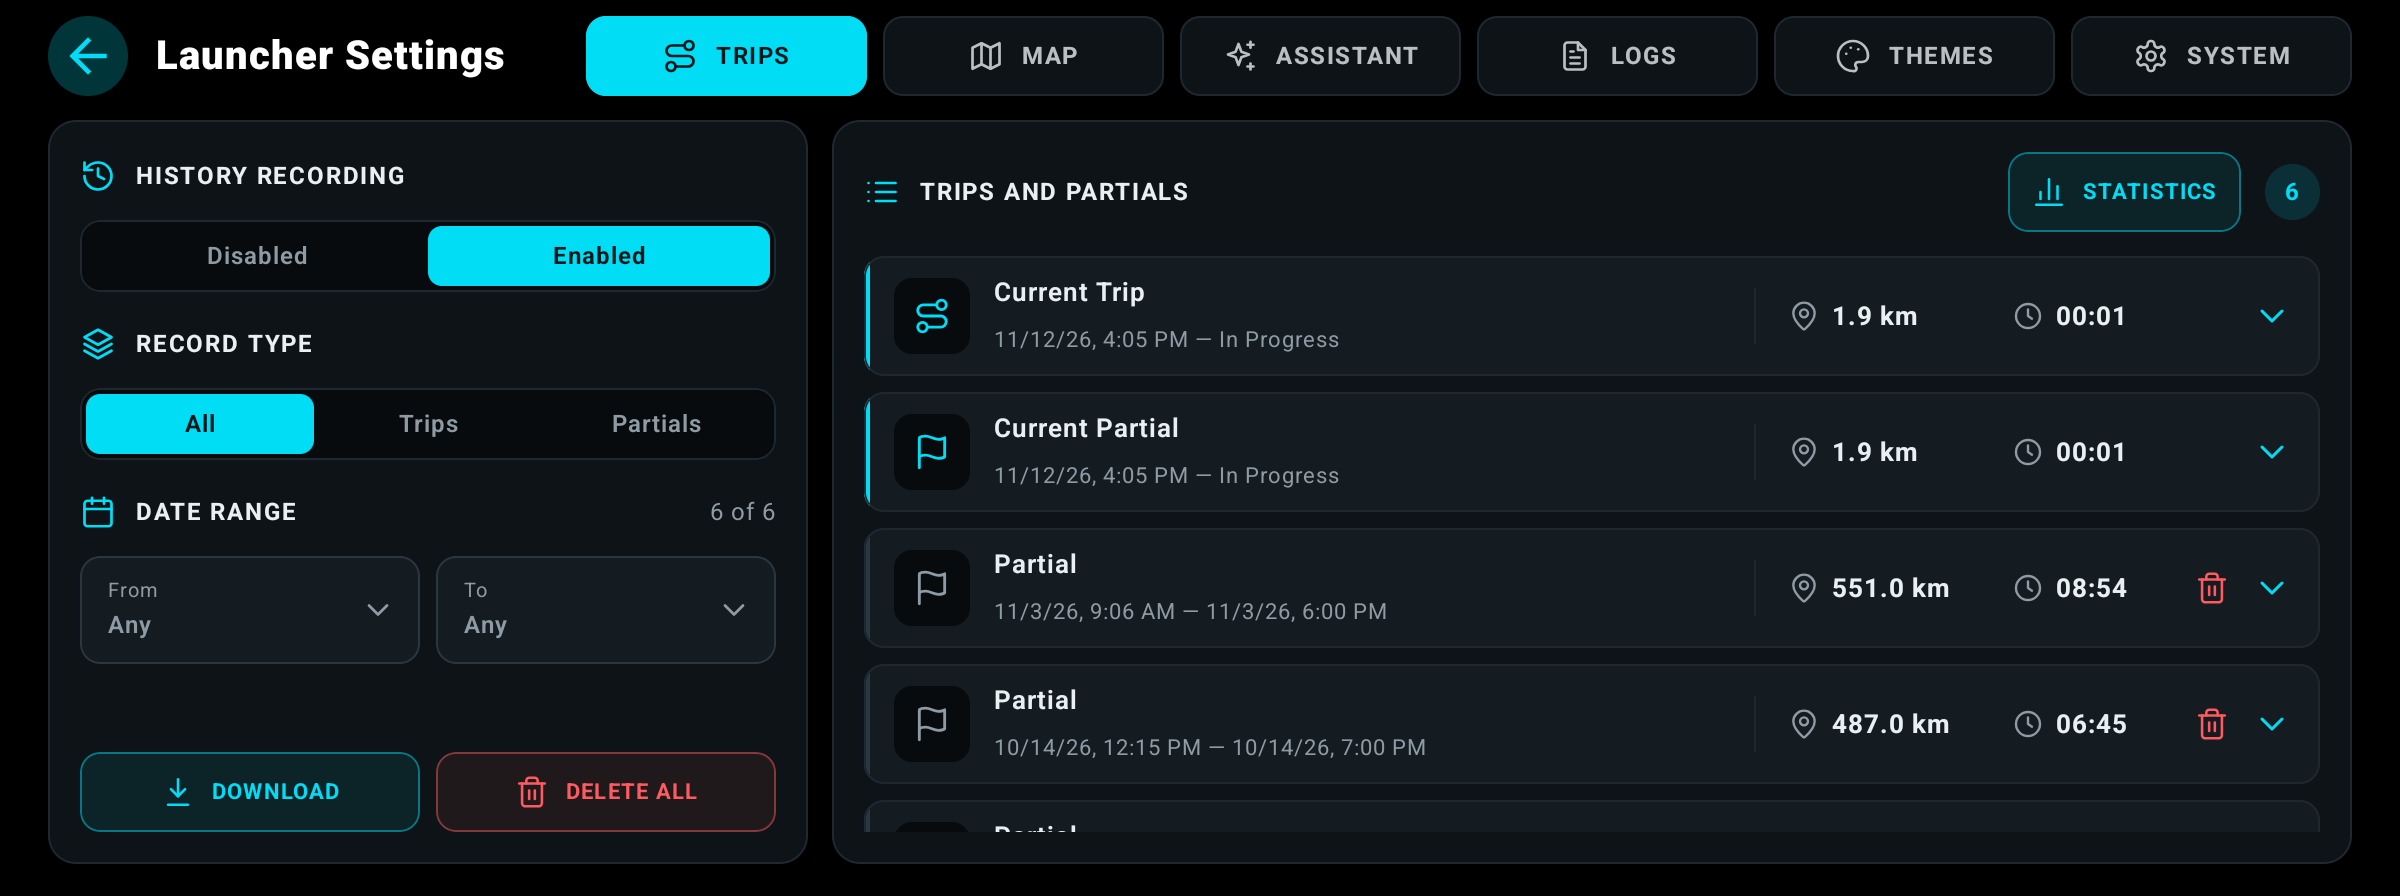 Launcher Settings
TRIPS
MAP
ASSISTANT
LOGS
THEMES
SYSTEM
HISTORY RECORDING
Disabled
Enabled
RECORD TYPE
All
Trips
Partials
DATE RANGE
6 of 6
From
Any
To
Any
DOWNLOAD
DELETE ALL
TRIPS AND PARTIALS
STATISTICS
6
Current Trip
11/12/26, 4:05 PM — In Progress
1.9 km
00:01
Current Partial
11/12/26, 4:05 PM — In Progress
1.9 km
00:01
Partial
11/3/26, 9:06 AM — 11/3/26, 6:00 PM
551.0 km
08:54
Partial
10/14/26, 12:15 PM — 10/14/26, 7:00 PM
487.0 km
06:45
Partial